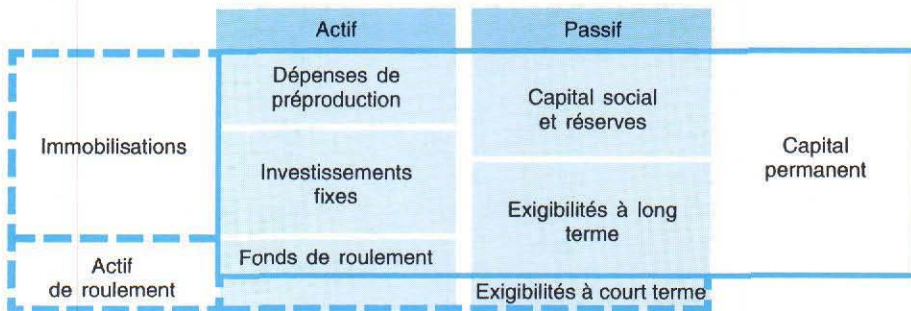 Actif
Passif
Immobilisations
Dépenses de
préproduction
Investissements
fixes
Capital social
et réserves
Exigibilités à long
terme
Capital
permanent
Actif
de roulement
Fonds de roulement
Exigibilités à court terme